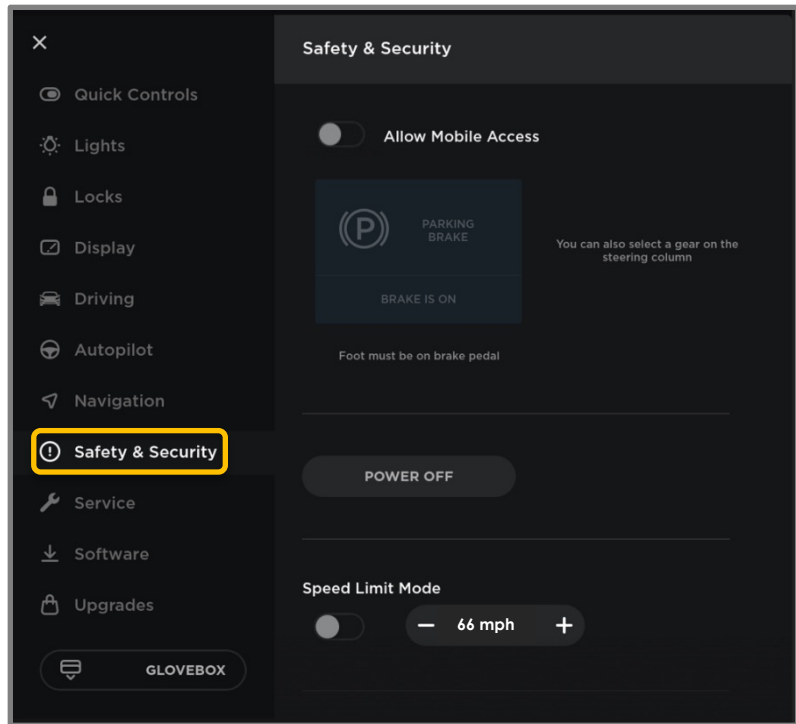 Safety & Security
Quick Controls
Lights
Locks
Display
Driving
Autopilot
Navigation
Safety & Security
Service
Software
Upgrades
GLOVEBOX
Allow Mobile Access
P
PARKING
BRAKE
BRAKE IS ON
You can also select a gear on the
steering column
Foot must be on brake pedal
POWER OFF
Speed Limit Mode
66 mph